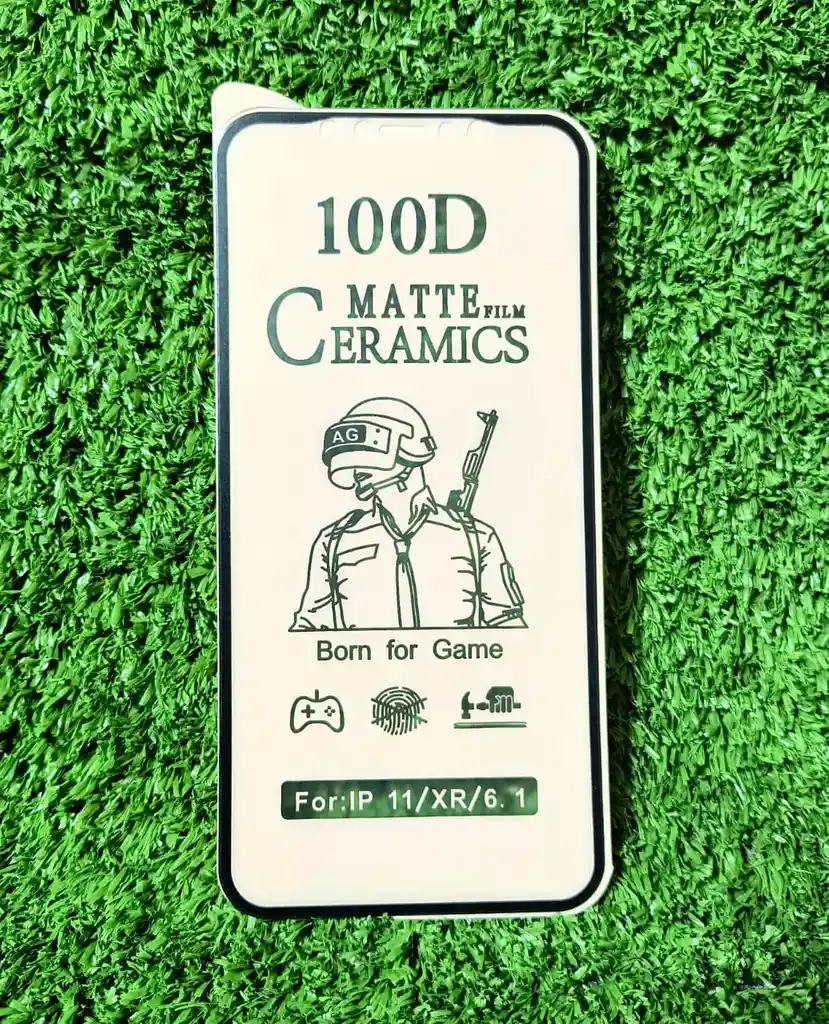 100D
MATTE FILM
CERAMICS
AG
Born for Game
For:IP 11/XR/6.1